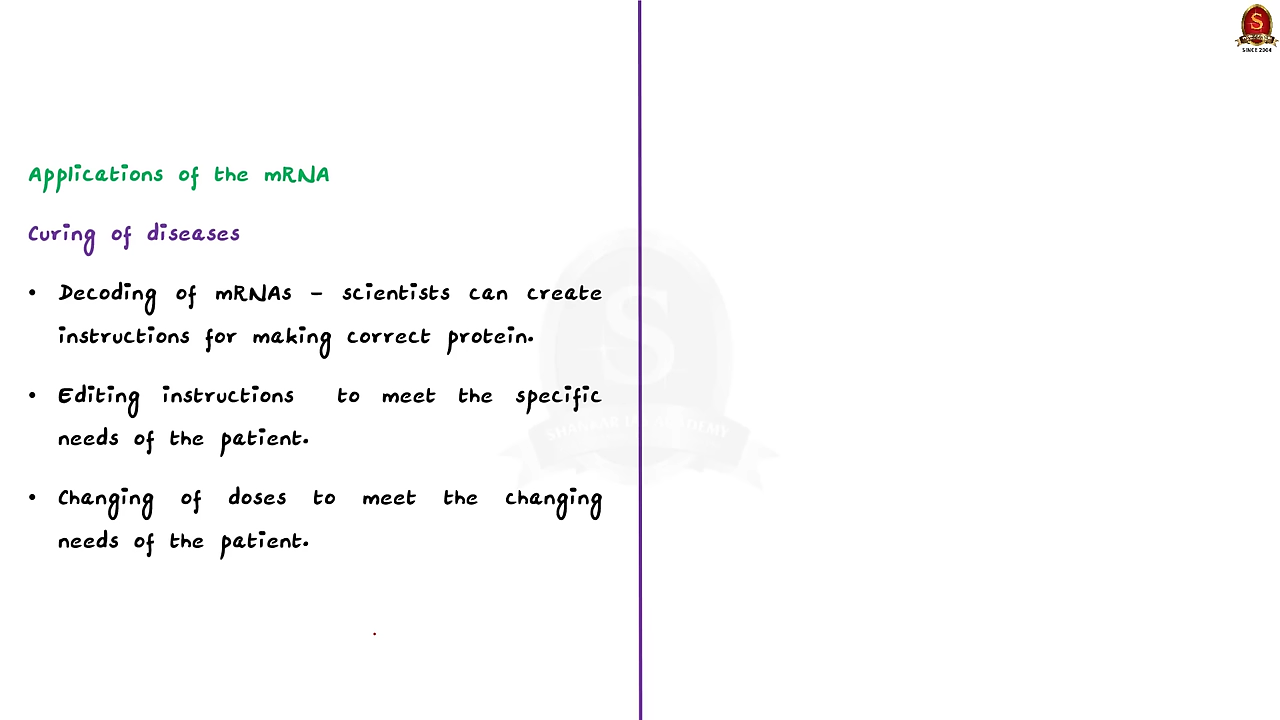 Applications of the mRNA
Curing of diseases
• Decoding of mRNAs – scientists can create
instructions for making correct protein.
• Editing instructions to meet the specific
needs of the patient.
• Changing of doses to meet the changing
needs of the patient.
S
SINCE 2004
S